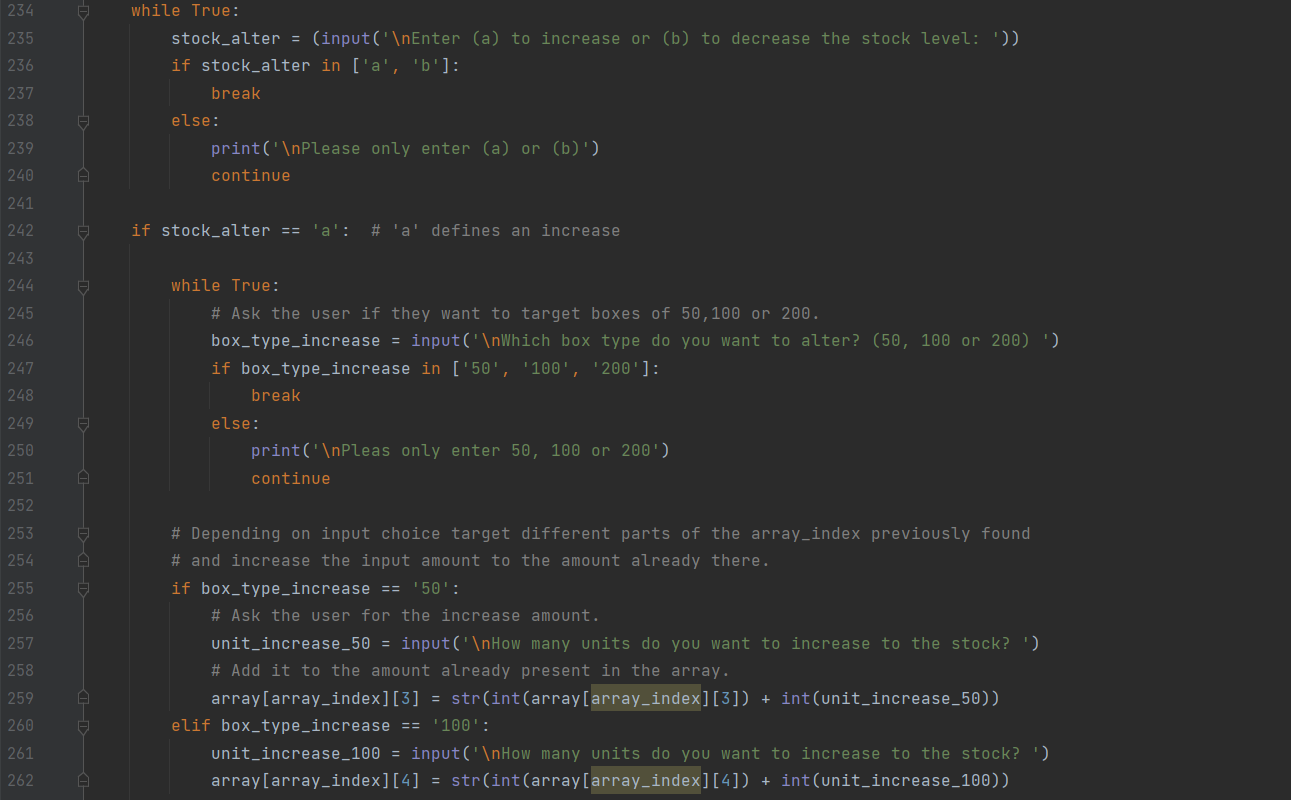 234 while True:
235 stock_alter = (input('\nEnter (a) to increase or (b) to decrease the stock level: '))
236 if stock_alter in ['a', 'b']:
237 break
238 else:
239 print('\nPlease only enter (a) or (b)')
240 continue
241
242 if stock_alter == 'a':  # 'a' defines an increase
243
244 while True:
245 # Ask the user if they want to target boxes of 50,100 or 200.
246 box_type_increase = input('\nWhich box type do you want to alter? (50, 100 or 200) ')
247 if box_type_increase in ['50', '100', '200']:
248 break
249 else:
250 print('\nPleas only enter 50, 100 or 200')
251 continue
252
253 # Depending on input choice target different parts of the array_index previously found
254 # and increase the input amount to the amount already there.
255 if box_type_increase == '50':
256 # Ask the user for the increase amount.
257 unit_increase_50 = input('\nHow many units do you want to increase to the stock? ')
258 # Add it to the amount already present in the array.
259 array[array_index][3] = str(int(array[array_index][3]) + int(unit_increase_50))
260 elif box_type_increase == '100':
261 unit_increase_100 = input('\nHow many units do you want to increase to the stock? ')
262 array[array_index][4] = str(int(array[array_index][4]) + int(unit_increase_100))